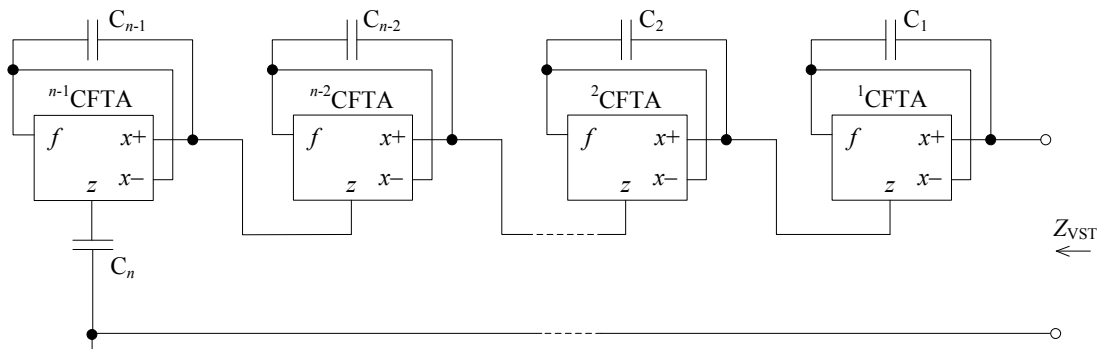 Cn-1 Cn-2 C2 C1
n-1CFTA n-2CFTA 2CFTA 1CFTA
f x+ f x+ f x+ f x+
z x− z x− z x− z x−
ZVST
Cn